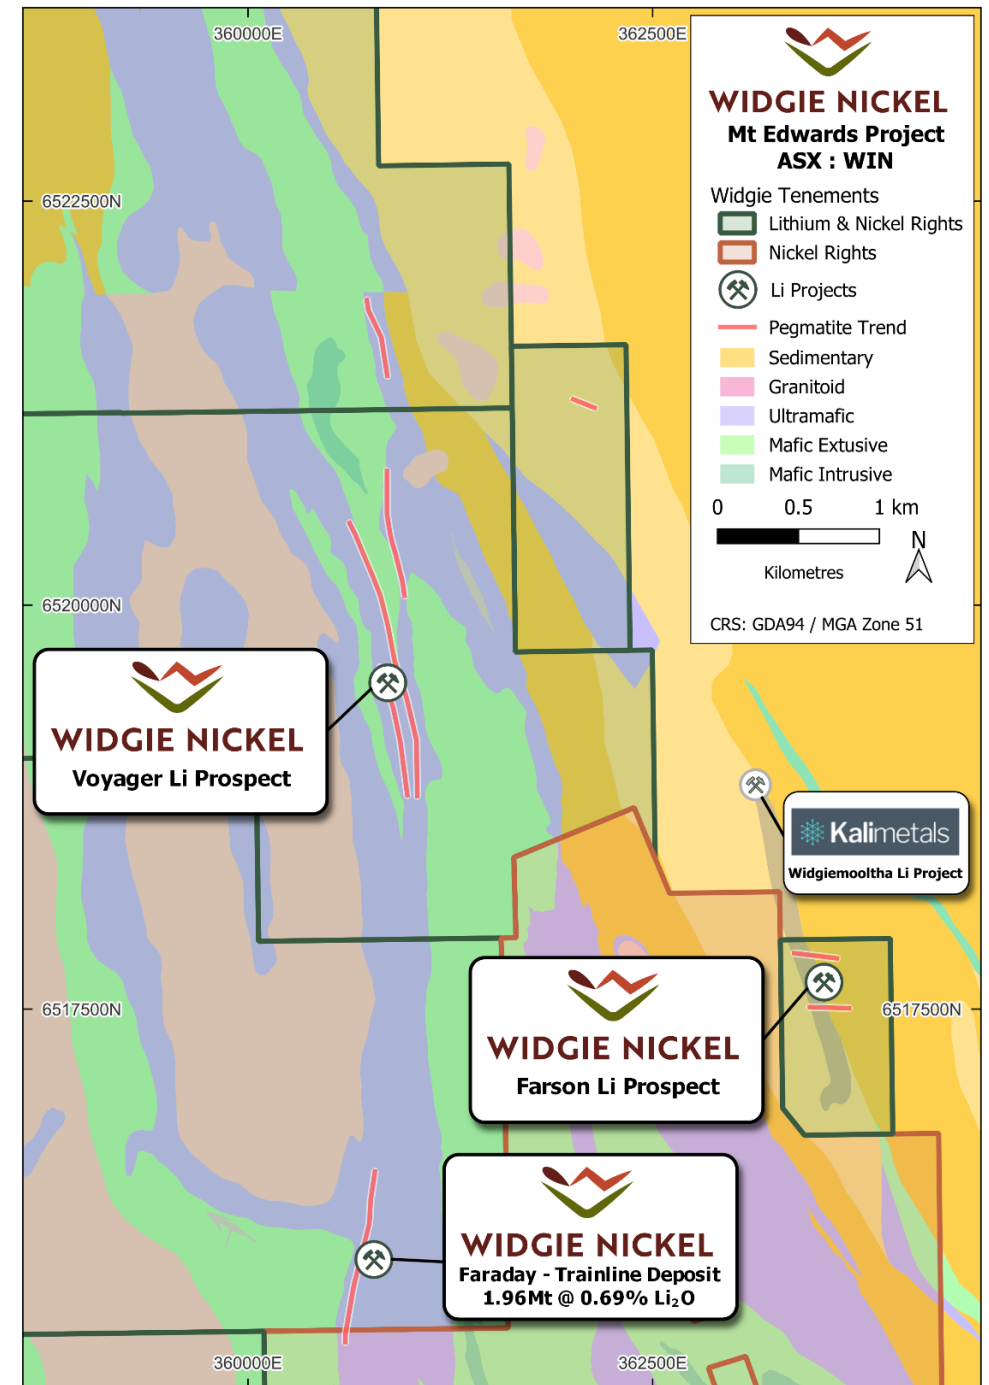 360000E
362500E
WIDGIE NICKEL
Mt Edwards Project
ASX : WIN
Widgie Tenements
Lithium & Nickel Rights
Nickel Rights
Li Projects
Pegmatite Trend
Sedimentary
Granitoid
Ultramafic
Mafic Extusive
Mafic Intrusive
0 0.5 1 km
N
Kilometres
CRS: GDA94 / MGA Zone 51
6522500N
6520000N
WIDGIE NICKEL
Voyager Li Prospect
Kalimetals
Widgiemooltha Li Project
6517500N
6517500N
WIDGIE NICKEL
Farson Li Prospect
WIDGIE NICKEL
Faraday - Trainline Deposit
1.96Mt @ 0.69% Li₂O
360000E
362500E